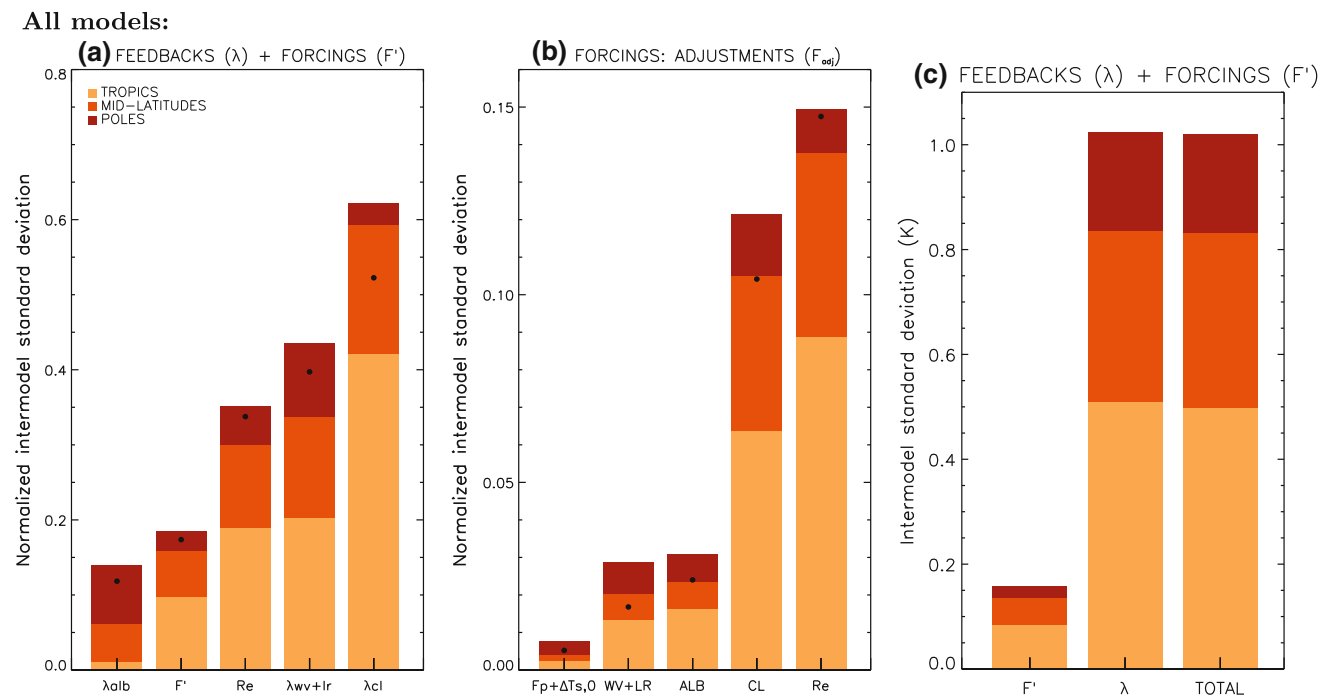 All models:
(a) FEEDBACKS (λ) + FORCINGS (F')
Normalized intermodel standard deviation
0.8
0.6
0.4
0.2
0.0
TROPICS
MID-LATITUDES
POLES
λalb F' Re λwv+lr λcl
(b) FORCINGS: ADJUSTMENTS (Fadj)
Normalized intermodel standard deviation
0.15
0.10
0.05
0.00
Fp+ΔTs,0 WV+LR ALB CL Re
(c) FEEDBACKS (λ) + FORCINGS (F')
Intermodel standard deviation (K)
1.0
0.8
0.6
0.4
0.2
0.0
F' λ TOTAL